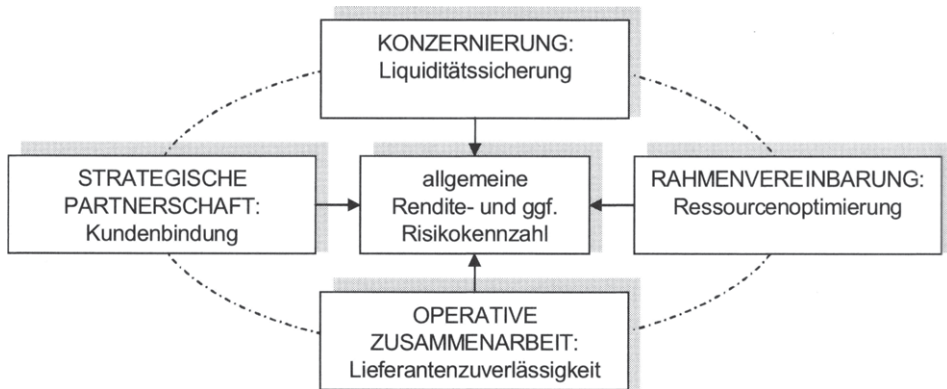 KONZERNIERUNG:
Liquiditätssicherung
STRATEGISCHE
PARTNERSCHAFT:
Kundenbindung
allgemeine
Rendite- und ggf.
Risikokennzahl
RAHMENVEREINBARUNG:
Ressourcenoptimierung
OPERATIVE
ZUSAMMENARBEIT:
Lieferantenzuverlässigkeit